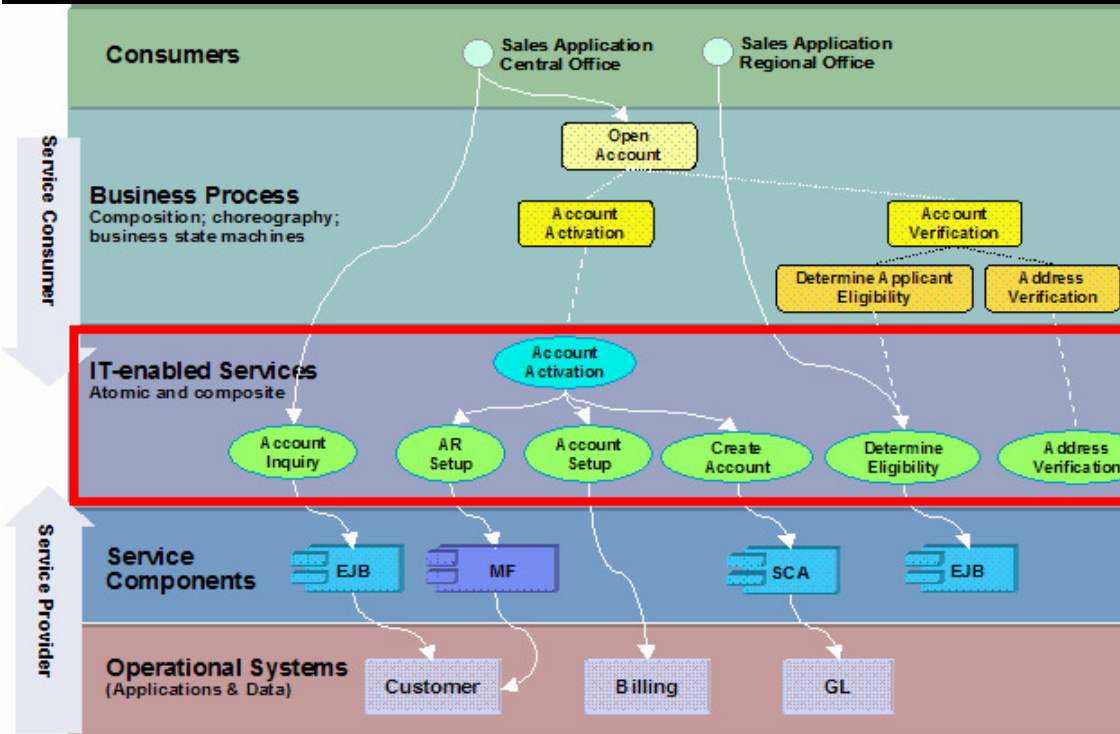 Consumers
Sales Application
Central Office
Sales Application
Regional Office
Service Consumer
Open
Account
Business Process
Composition; choreography;
business state machines
Account
Activation
Account
Verification
Determine Applicant
Eligibility
Address
Verification
IT-enabled Services
Atomic and composite
Account
Activation
Account
Inquiry
AR
Setup
Account
Setup
Create
Account
Determine
Eligibility
Address
Verification
Service Provider
Service
Components
EJB
MF
SCA
EJB
Operational Systems
(Applications & Data)
Customer
Billing
GL